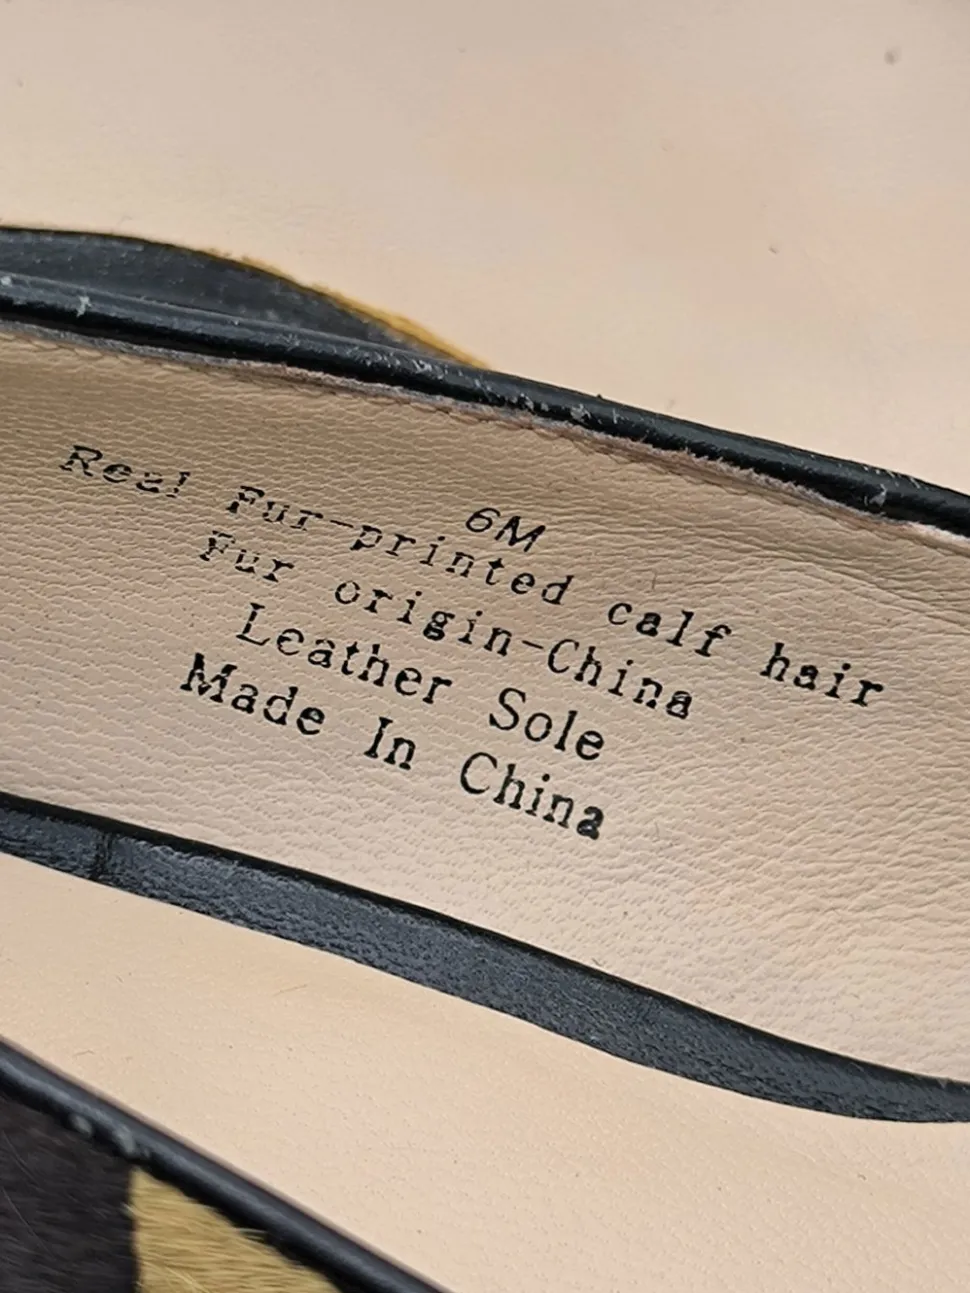 6M
Real Fur-printed calf hair
Fur origin-China
Leather Sole
Made In China